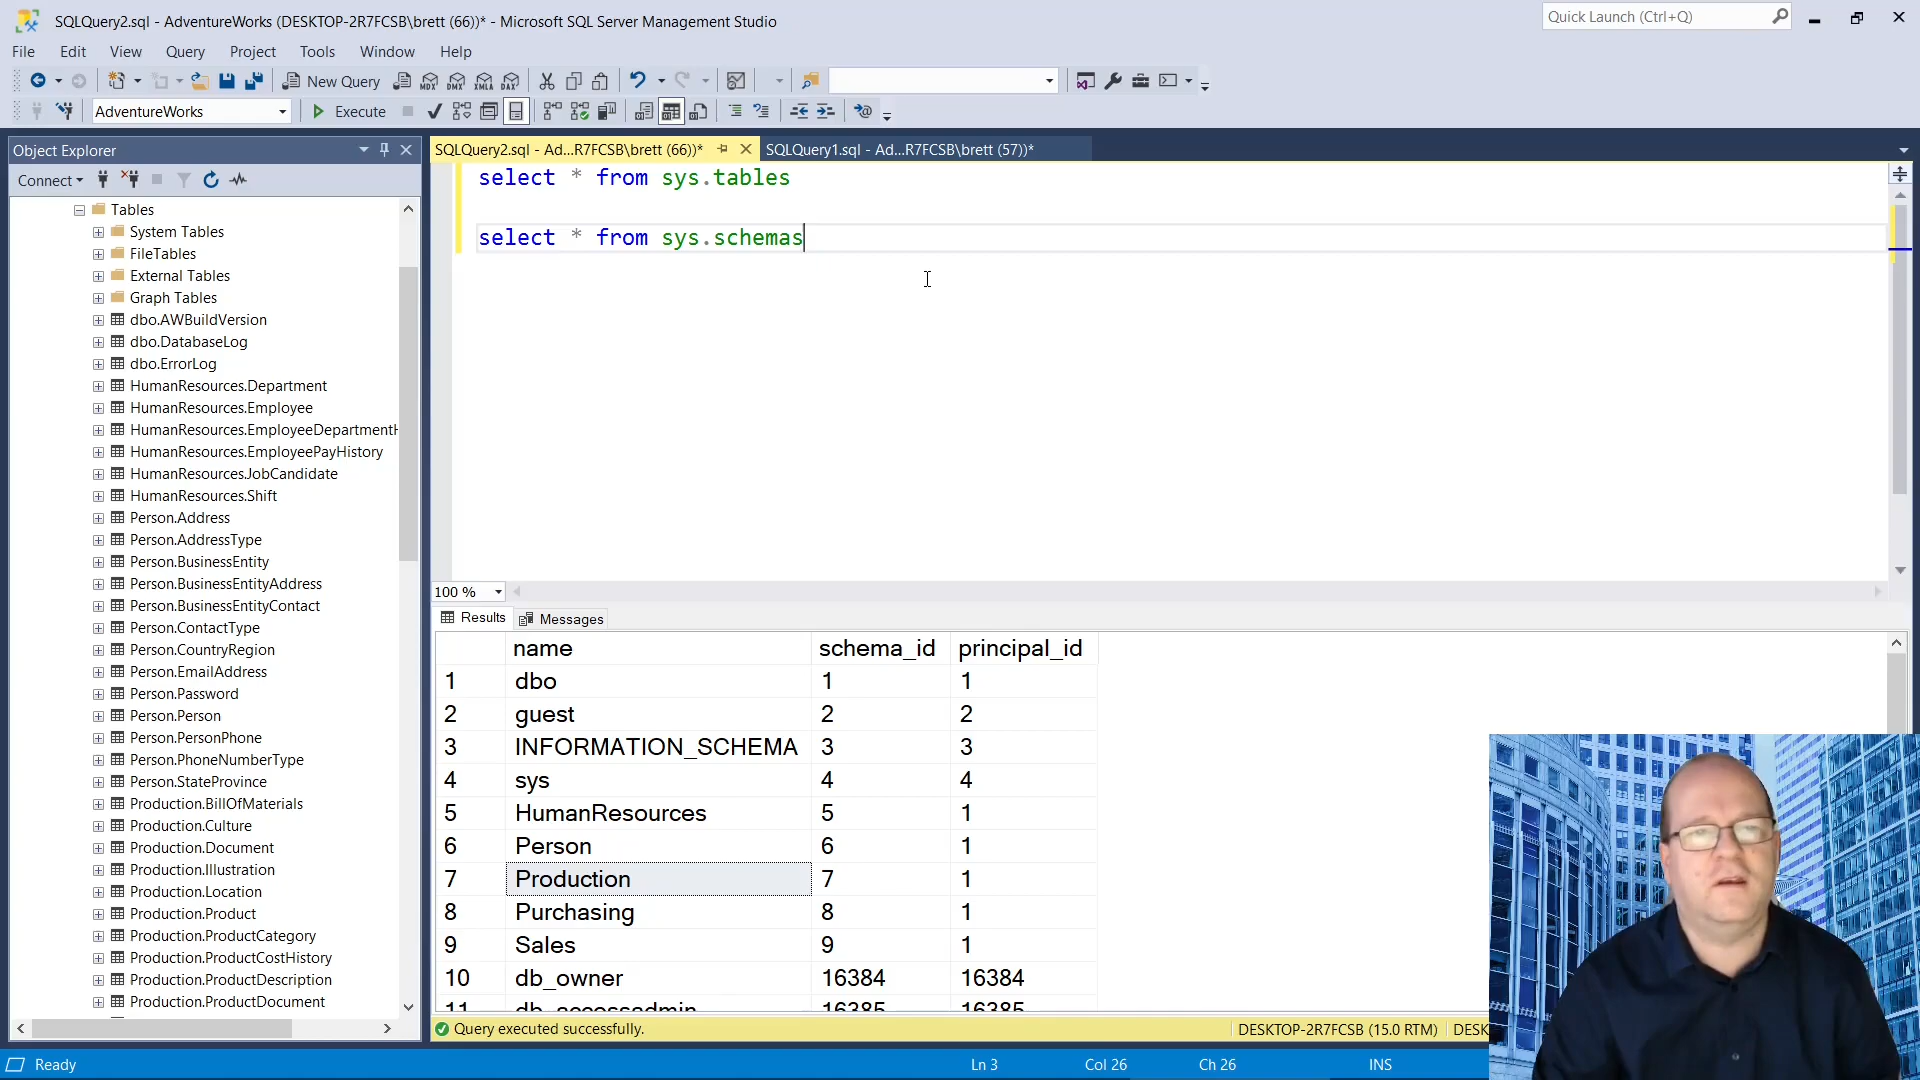 SQLQuery2.sql - AdventureWorks (DESKTOP-2R7FCSB\brett (66))* - Microsoft SQL Server Management Studio
Quick Launch (Ctrl+Q)
File Edit View Query Project Tools Window Help
New Query
MDX DMX XMLA DAX
AdventureWorks
Execute
Object Explorer
SQLQuery2.sql - Ad...R7FCSB\brett (66))*
SQLQuery1.sql - Ad...R7FCSB\brett (57))*
Connect
Tables
System Tables
FileTables
External Tables
Graph Tables
dbo.AWBuildVersion
dbo.DatabaseLog
dbo.ErrorLog
HumanResources.Department
HumanResources.Employee
HumanResources.EmployeeDepartmentH
HumanResources.EmployeePayHistory
HumanResources.JobCandidate
HumanResources.Shift
Person.Address
Person.AddressType
Person.BusinessEntity
Person.BusinessEntityAddress
Person.BusinessEntityContact
Person.ContactType
Person.CountryRegion
Person.EmailAddress
Person.Password
Person.Person
Person.PersonPhone
Person.PhoneNumberType
Person.StateProvince
Production.BillOfMaterials
Production.Culture
Production.Document
Production.Illustration
Production.Location
Production.Product
Production.ProductCategory
Production.ProductCostHistory
Production.ProductDescription
Production.ProductDocument
select * from sys.tables
select * from sys.schemas
100 %
Results Messages
name schema_id principal_id
1 dbo 1 1
2 guest 2 2
3 INFORMATION_SCHEMA 3 3
4 sys 4 4
5 HumanResources 5 1
6 Person 6 1
7 Production 7 1
8 Purchasing 8 1
9 Sales 9 1
10 db_owner 16384 16384
11 db_accessadmin 16385 16385
Query executed successfully.
DESKTOP-2R7FCSB (15.0 RTM) DESK
Ready
Ln 3 Col 26 Ch 26 INS